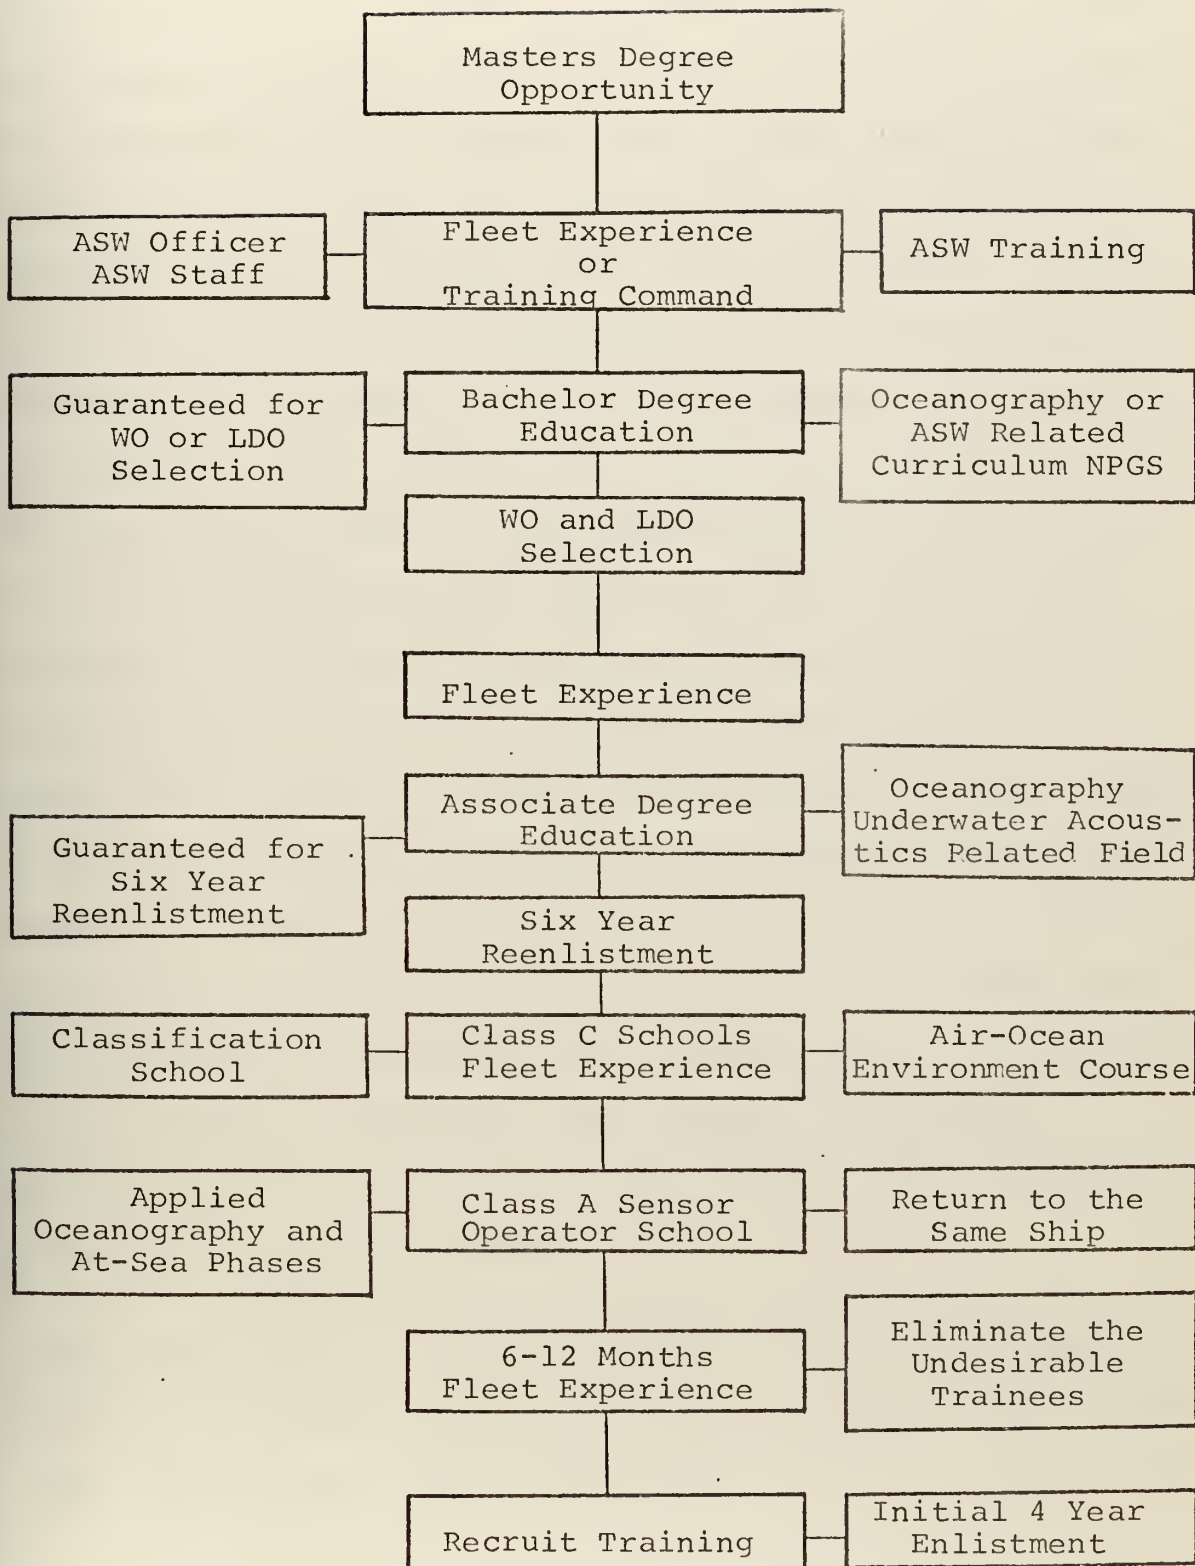 Masters Degree
Opportunity
ASW Officer
ASW Staff
Fleet Experience
or
Training Command
ASW Training
Guaranteed for
WO or LDO
Selection
Bachelor Degree
Education
Oceanography or
ASW Related
Curriculum NPGS
WO and LDO
Selection
Fleet Experience
Guaranteed for
Six Year
Reenlistment
Associate Degree
Education
Oceanography
Underwater Acous-
tics Related Field
Six Year
Reenlistment
Classification
School
Class C Schools
Fleet Experience
Air-Ocean
Environment Course
Applied
Oceanography and
At-Sea Phases
Class A Sensor
Operator School
Return to the
Same Ship
6-12 Months
Fleet Experience
Eliminate the
Undesirable
Trainees
Recruit Training
Initial 4 Year
Enlistment